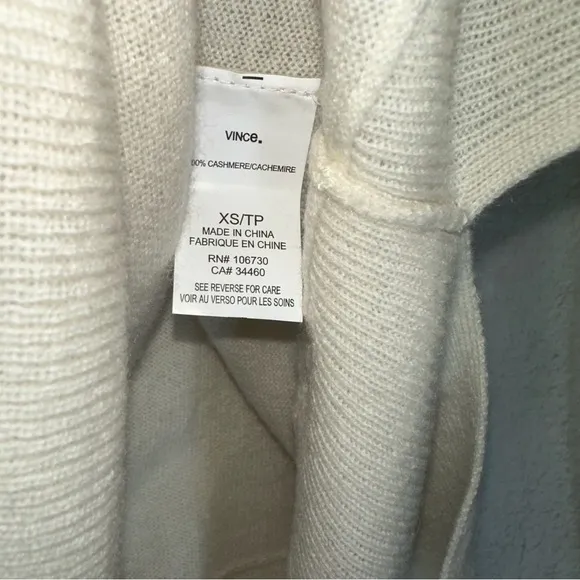 VINCe.
00% CASHMERE/CACHEMIRE
XS/TP
MADE IN CHINA
FABRIQUE EN CHINE
RN# 106730
CA# 34460
SEE REVERSE FOR CARE
VOIR AU VERSO POUR LES SOINS